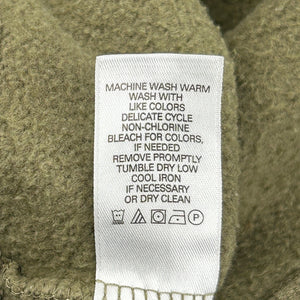 MACHINE WASH WARM
WASH WITH
LIKE COLORS
DELICATE CYCLE
NON-CHLORINE
BLEACH FOR COLORS,
IF NEEDED
REMOVE PROMPTLY
TUMBLE DRY LOW
COOL IRON
IF NECESSARY
OR DRY CLEAN
P